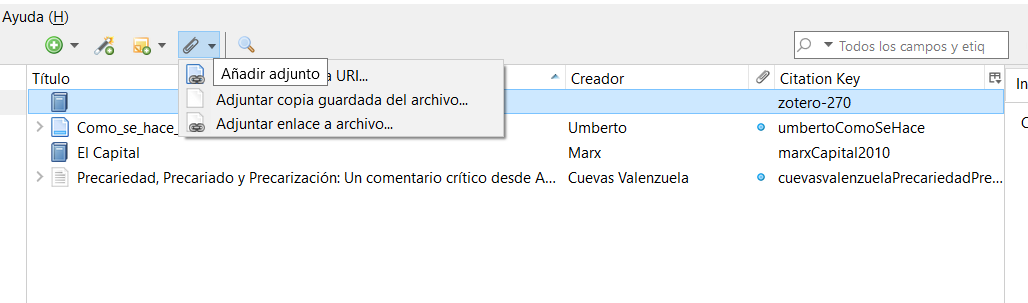 Ayuda (H)
Todos los campos y etiq
Título
Creador
Citation Key
In
Añadir adjunto
a URI...
zotero-270
Adjuntar copia guardada del archivo...
Como_se_hace_
Adjuntar enlace a archivo...
Umberto
umbertoComoSeHace
El Capital
Marx
marxCapital2010
Precariedad, Precariado y Precarización: Un comentario crítico desde A...
Cuevas Valenzuela
cuevasvalenzuelaPrecariedadPre...